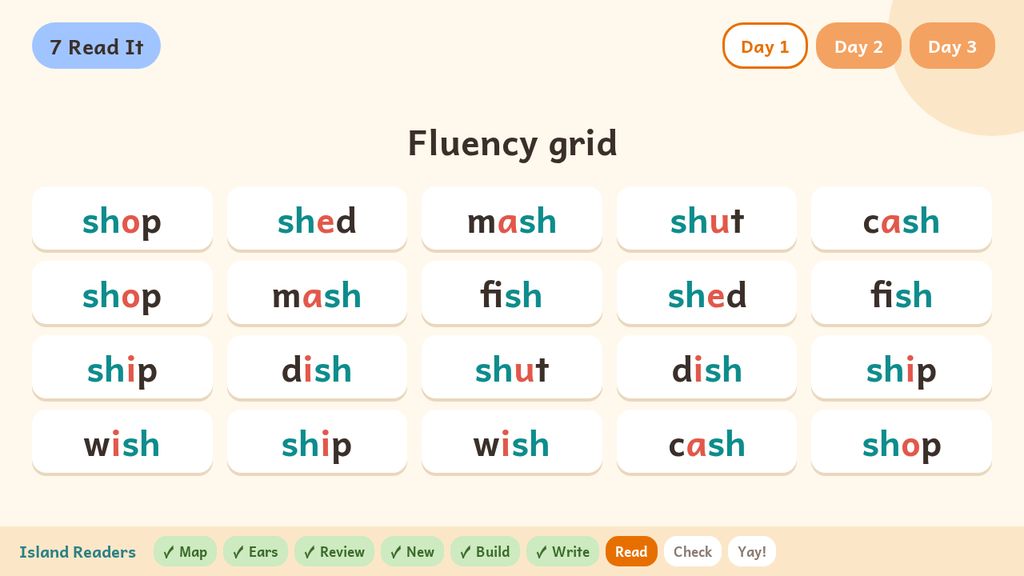 7 Read It
Day 1 Day 2 Day 3
Fluency grid
shop shed mash shut cash
shop mash fish shed fish
ship dish shut dish ship
wish ship wish cash shop
Island Readers ✓ Map ✓ Ears ✓ Review ✓ New ✓ Build ✓ Write Read Check Yay!